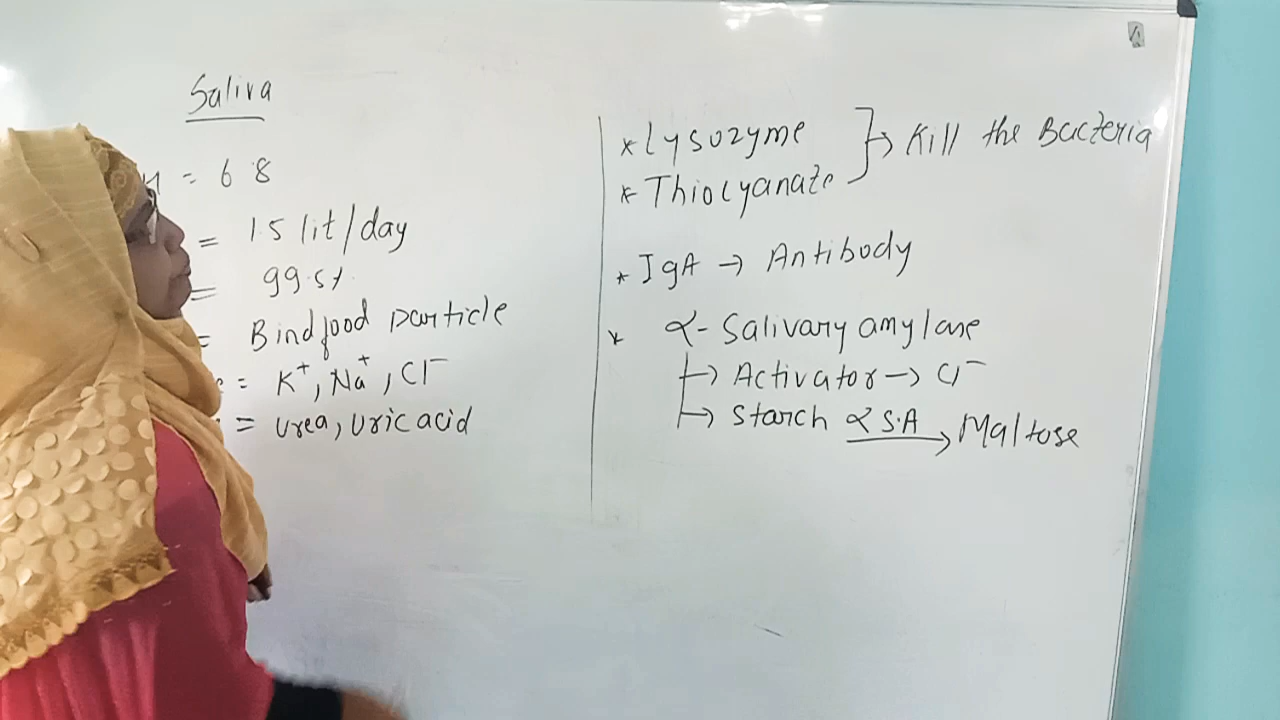 Saliva
= 6.8
= 1.5 lit/day
= 99.5%
= Bind food particle
= K⁺, Na⁺, Cl⁻
= Urea, Uric acid
* Lysozyme
* Thiocyanate } → Kill the Bacteria
* IgA → Antibody
* α- Salivary amylase
→ Activator → Cl⁻
→ Starch α S.A → Maltose